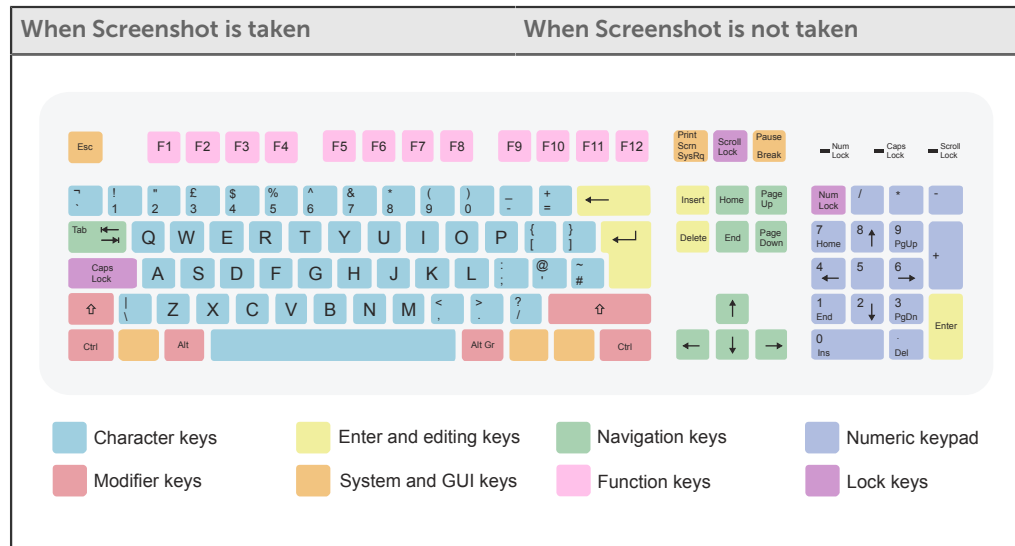 When Screenshot is taken When Screenshot is not taken
Esc F1 F2 F3 F4 F5 F6 F7 F8 F9 F10 F11 F12 Print Scrn SysRq Scroll Lock Pause Break Num Lock Caps Lock Scroll Lock
¬ ` ! 1 " 2 £ 3 $ 4 % 5 ^ 6 & 7 * 8 ( 9 ) 0 _ - + = Insert Home Page Up Num Lock / * -
Tab Q W E R T Y U I O P { [ } ] Delete End Page Down 7 Home 8 9 PgUp +
Caps Lock A S D F G H J K L : ; @ ' ~ # 4 5 6
| \ Z X C V B N M < , > . ? / 1 End 2 3 PgDn Enter
Ctrl Alt Alt Gr Ctrl 0 Ins . Del
Character keys Enter and editing keys Navigation keys Numeric keypad
Modifier keys System and GUI keys Function keys Lock keys